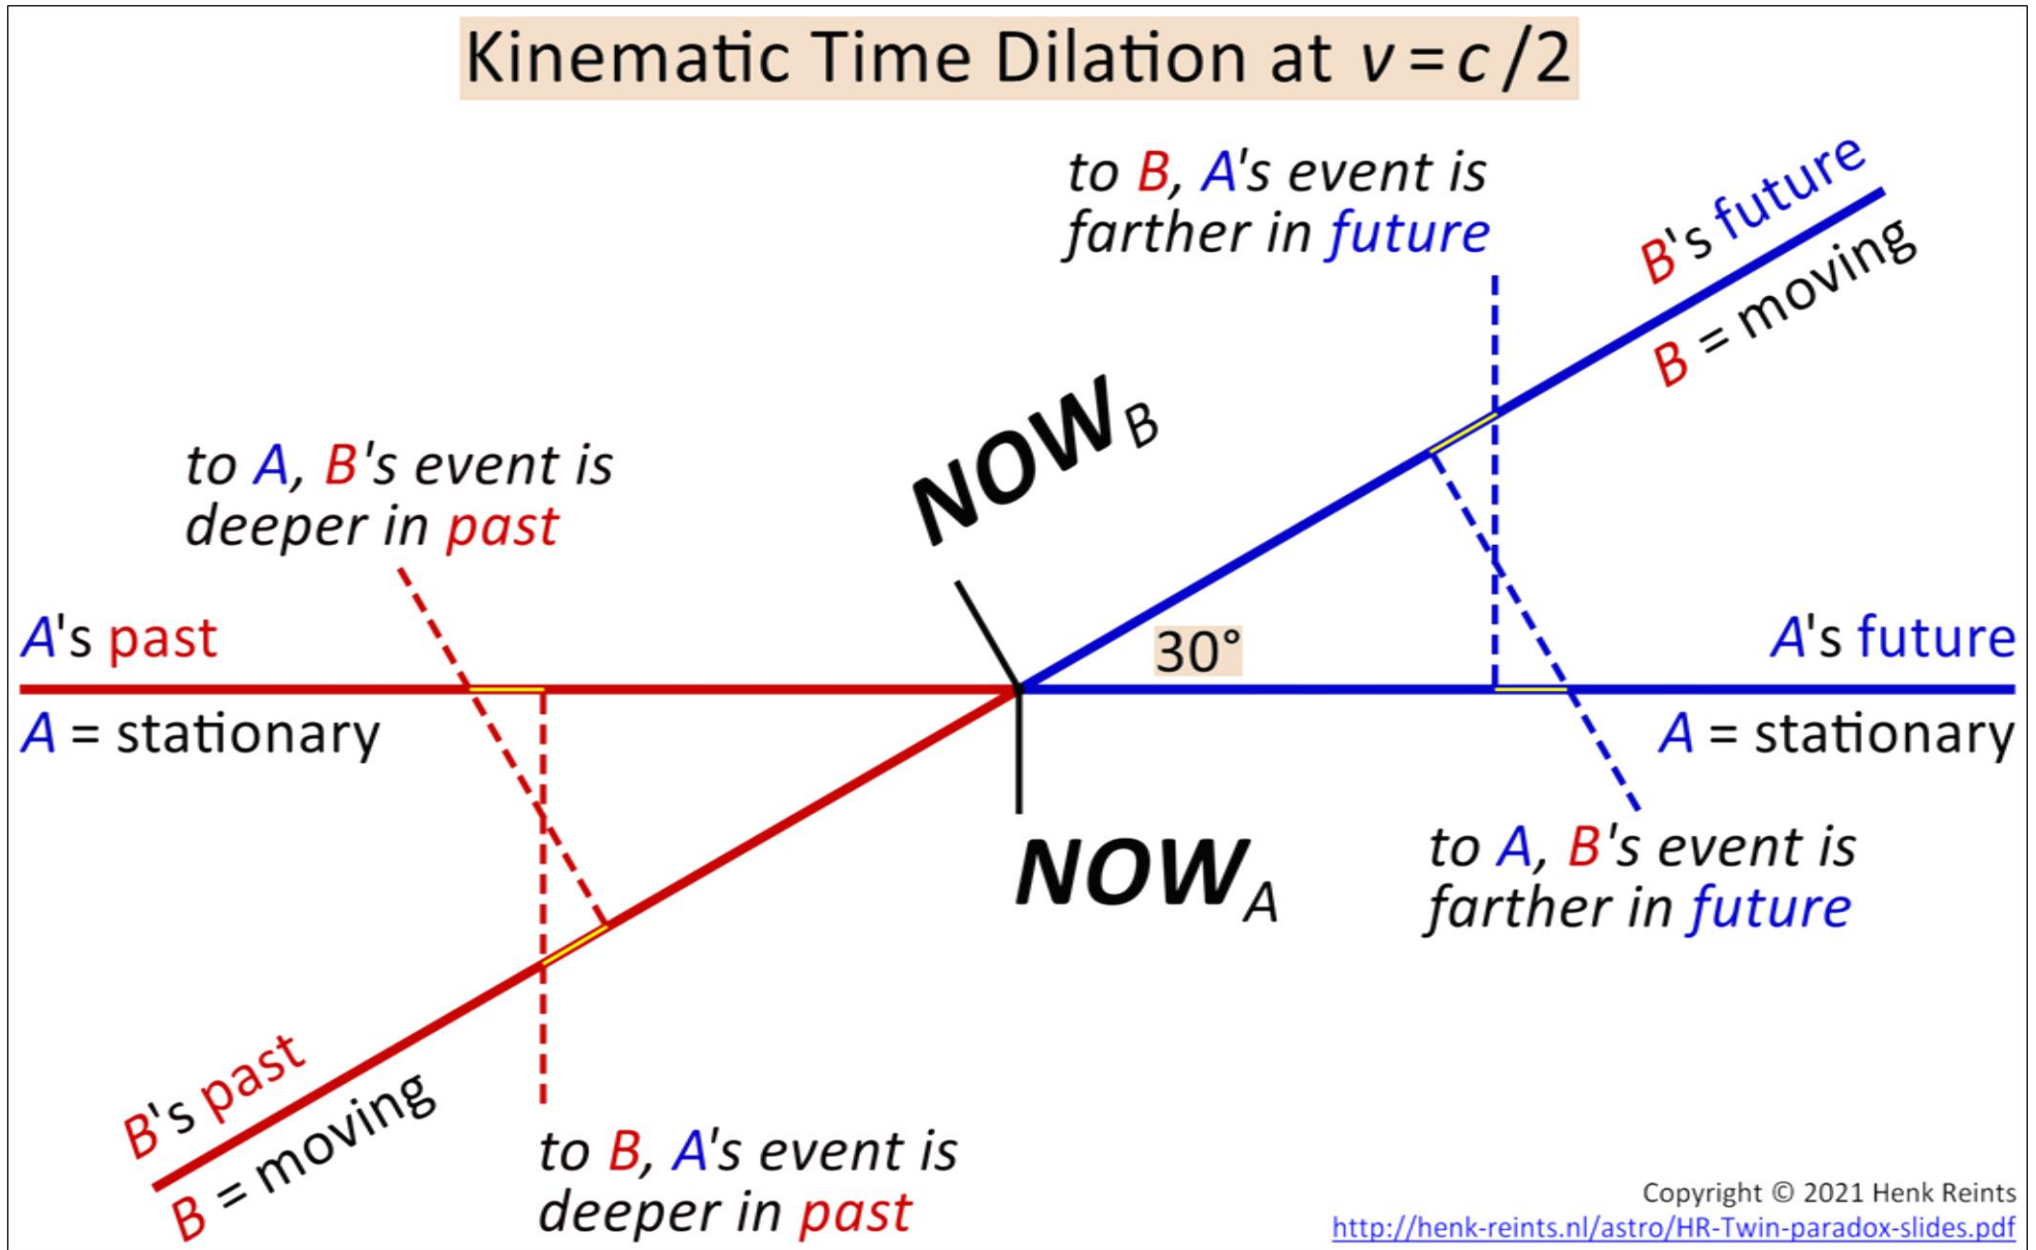 Kinematic Time Dilation at v = c /2
to B, A's event is
farther in future
B's future
B = moving
NOW B
to A, B's event is
deeper in past
A's past
A = stationary
30°
A's future
A = stationary
NOW A
to A, B's event is
farther in future
B's past
B = moving
to B, A's event is
deeper in past
Copyright © 2021 Henk Reints
http://henk-reints.nl/astro/HR-Twin-paradox-slides.pdf